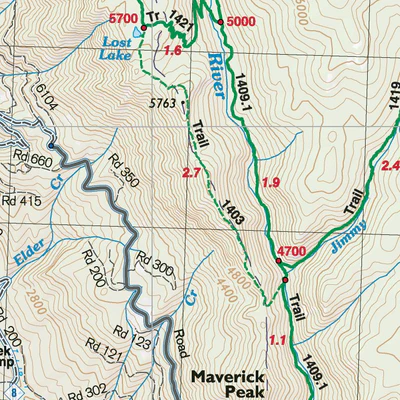 5700
Tr 1421
5000
Lost
Lake
1.6
River
6104
5763
1409.1
1419
Trail
Rd 660
Rd 350
2.7
1.9
2.4
Cr
Rd 415
1403
Trail
Jimmy
Elder
4700
Rd 300
Rd 200
4800
4400
2800
Cr
Trail
200
Rd 123
Rd 121
Road
1.1
Maverick
Peak
1409.1
Rd 302
8